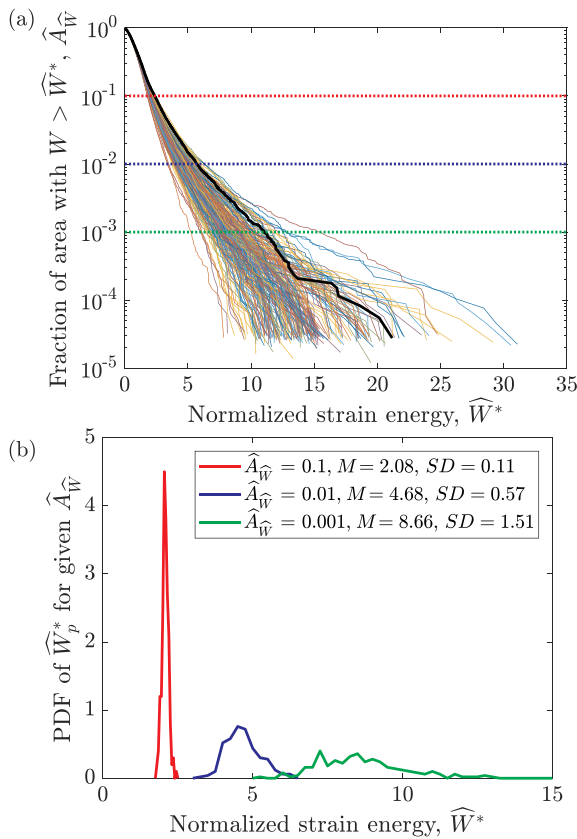 (a)
Fraction of area with W > Ŵ*, Â_Ŵ
10⁰
10⁻¹
10⁻²
10⁻³
10⁻⁴
10⁻⁵
0 5 10 15 20 25 30 35
Normalized strain energy, Ŵ*
(b)
PDF of Ŵ*ₚ for given Â_Ŵ
5
4
3
2
1
0
Â_Ŵ = 0.1, M = 2.08, SD = 0.11
Â_Ŵ = 0.01, M = 4.68, SD = 0.57
Â_Ŵ = 0.001, M = 8.66, SD = 1.51
0 5 10 15
Normalized strain energy, Ŵ*